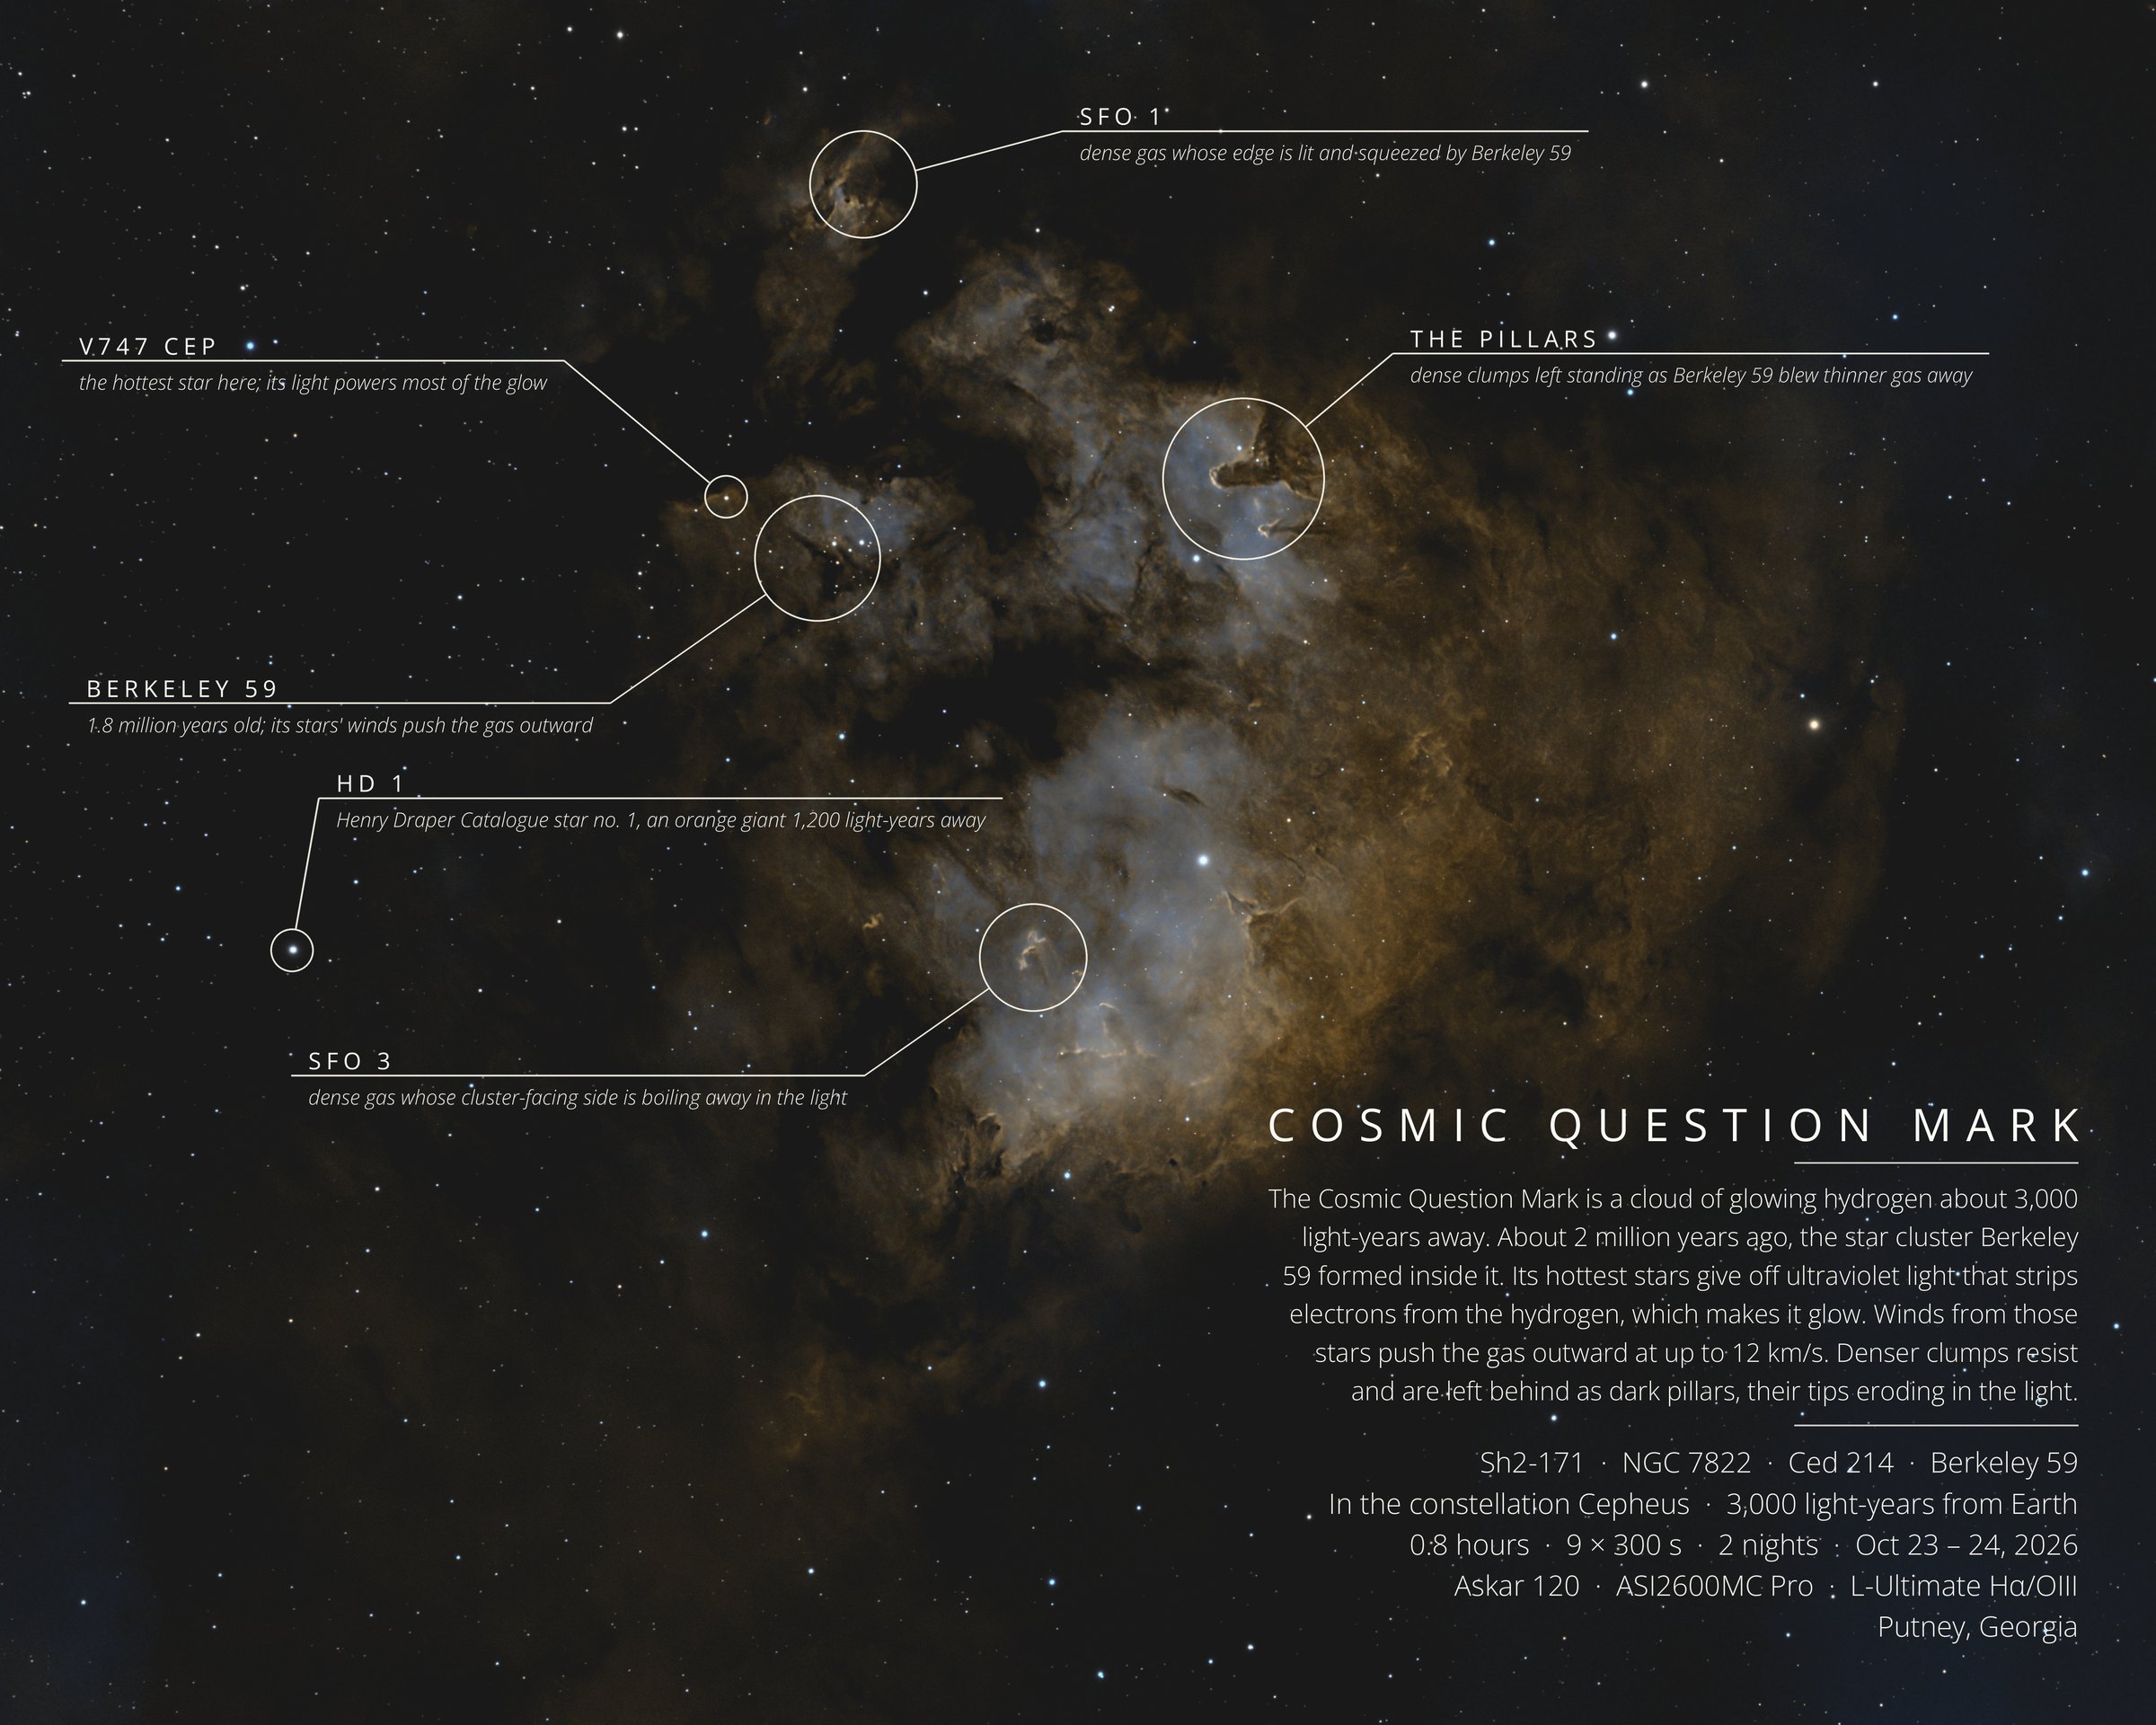 SFO 1
dense gas whose edge is lit and squeezed by Berkeley 59
V747 CEP
the hottest star here; its light powers most of the glow
THE PILLARS
dense clumps left standing as Berkeley 59 blew thinner gas away
BERKELEY 59
1.8 million years old; its stars' winds push the gas outward
HD 1
Henry Draper Catalogue star no. 1, an orange giant 1,200 light-years away
SFO 3
dense gas whose cluster-facing side is boiling away in the light
COSMIC QUESTION MARK
The Cosmic Question Mark is a cloud of glowing hydrogen about 3,000
light-years away. About 2 million years ago, the star cluster Berkeley
59 formed inside it. Its hottest stars give off ultraviolet light that strips
electrons from the hydrogen, which makes it glow. Winds from those
stars push the gas outward at up to 12 km/s. Denser clumps resist
and are left behind as dark pillars, their tips eroding in the light.
Sh2-171 · NGC 7822 · Ced 214 · Berkeley 59
In the constellation Cepheus · 3,000 light-years from Earth
0.8 hours · 9 × 300 s · 2 nights · Oct 23 – 24, 2026
Askar 120 · ASI2600MC Pro · L-Ultimate Hα/OIII
Putney, Georgia